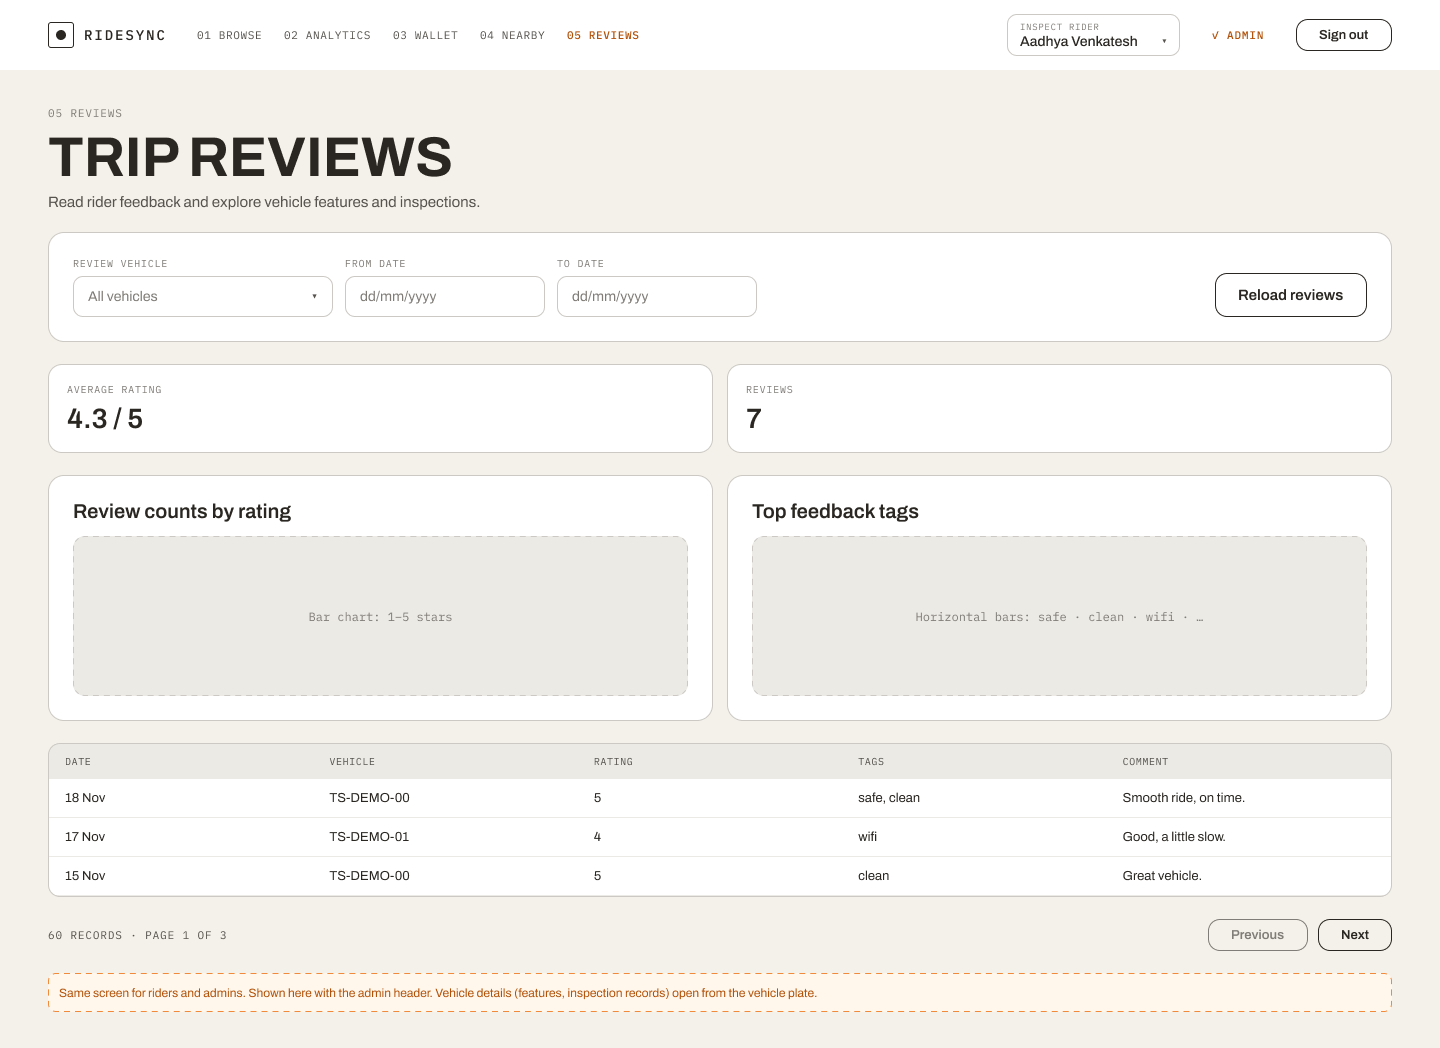 RIDESYNC 01 BROWSE 02 ANALYTICS 03 WALLET 04 NEARBY 05 REVIEWS
INSPECT RIDER
Aadhya Venkatesh ▾
√ ADMIN
Sign out
05 REVIEWS
TRIP REVIEWS
Read rider feedback and explore vehicle features and inspections.
REVIEW VEHICLE FROM DATE TO DATE
All vehicles ▾ dd/mm/yyyy dd/mm/yyyy Reload reviews
AVERAGE RATING
4.3 / 5
REVIEWS
7
Review counts by rating
Bar chart: 1–5 stars
Top feedback tags
Horizontal bars: safe · clean · wifi · …
DATE VEHICLE RATING TAGS COMMENT
18 Nov TS-DEMO-00 5 safe, clean Smooth ride, on time.
17 Nov TS-DEMO-01 4 wifi Good, a little slow.
15 Nov TS-DEMO-00 5 clean Great vehicle.
60 RECORDS · PAGE 1 OF 3 Previous Next
Same screen for riders and admins. Shown here with the admin header. Vehicle details (features, inspection records) open from the vehicle plate.